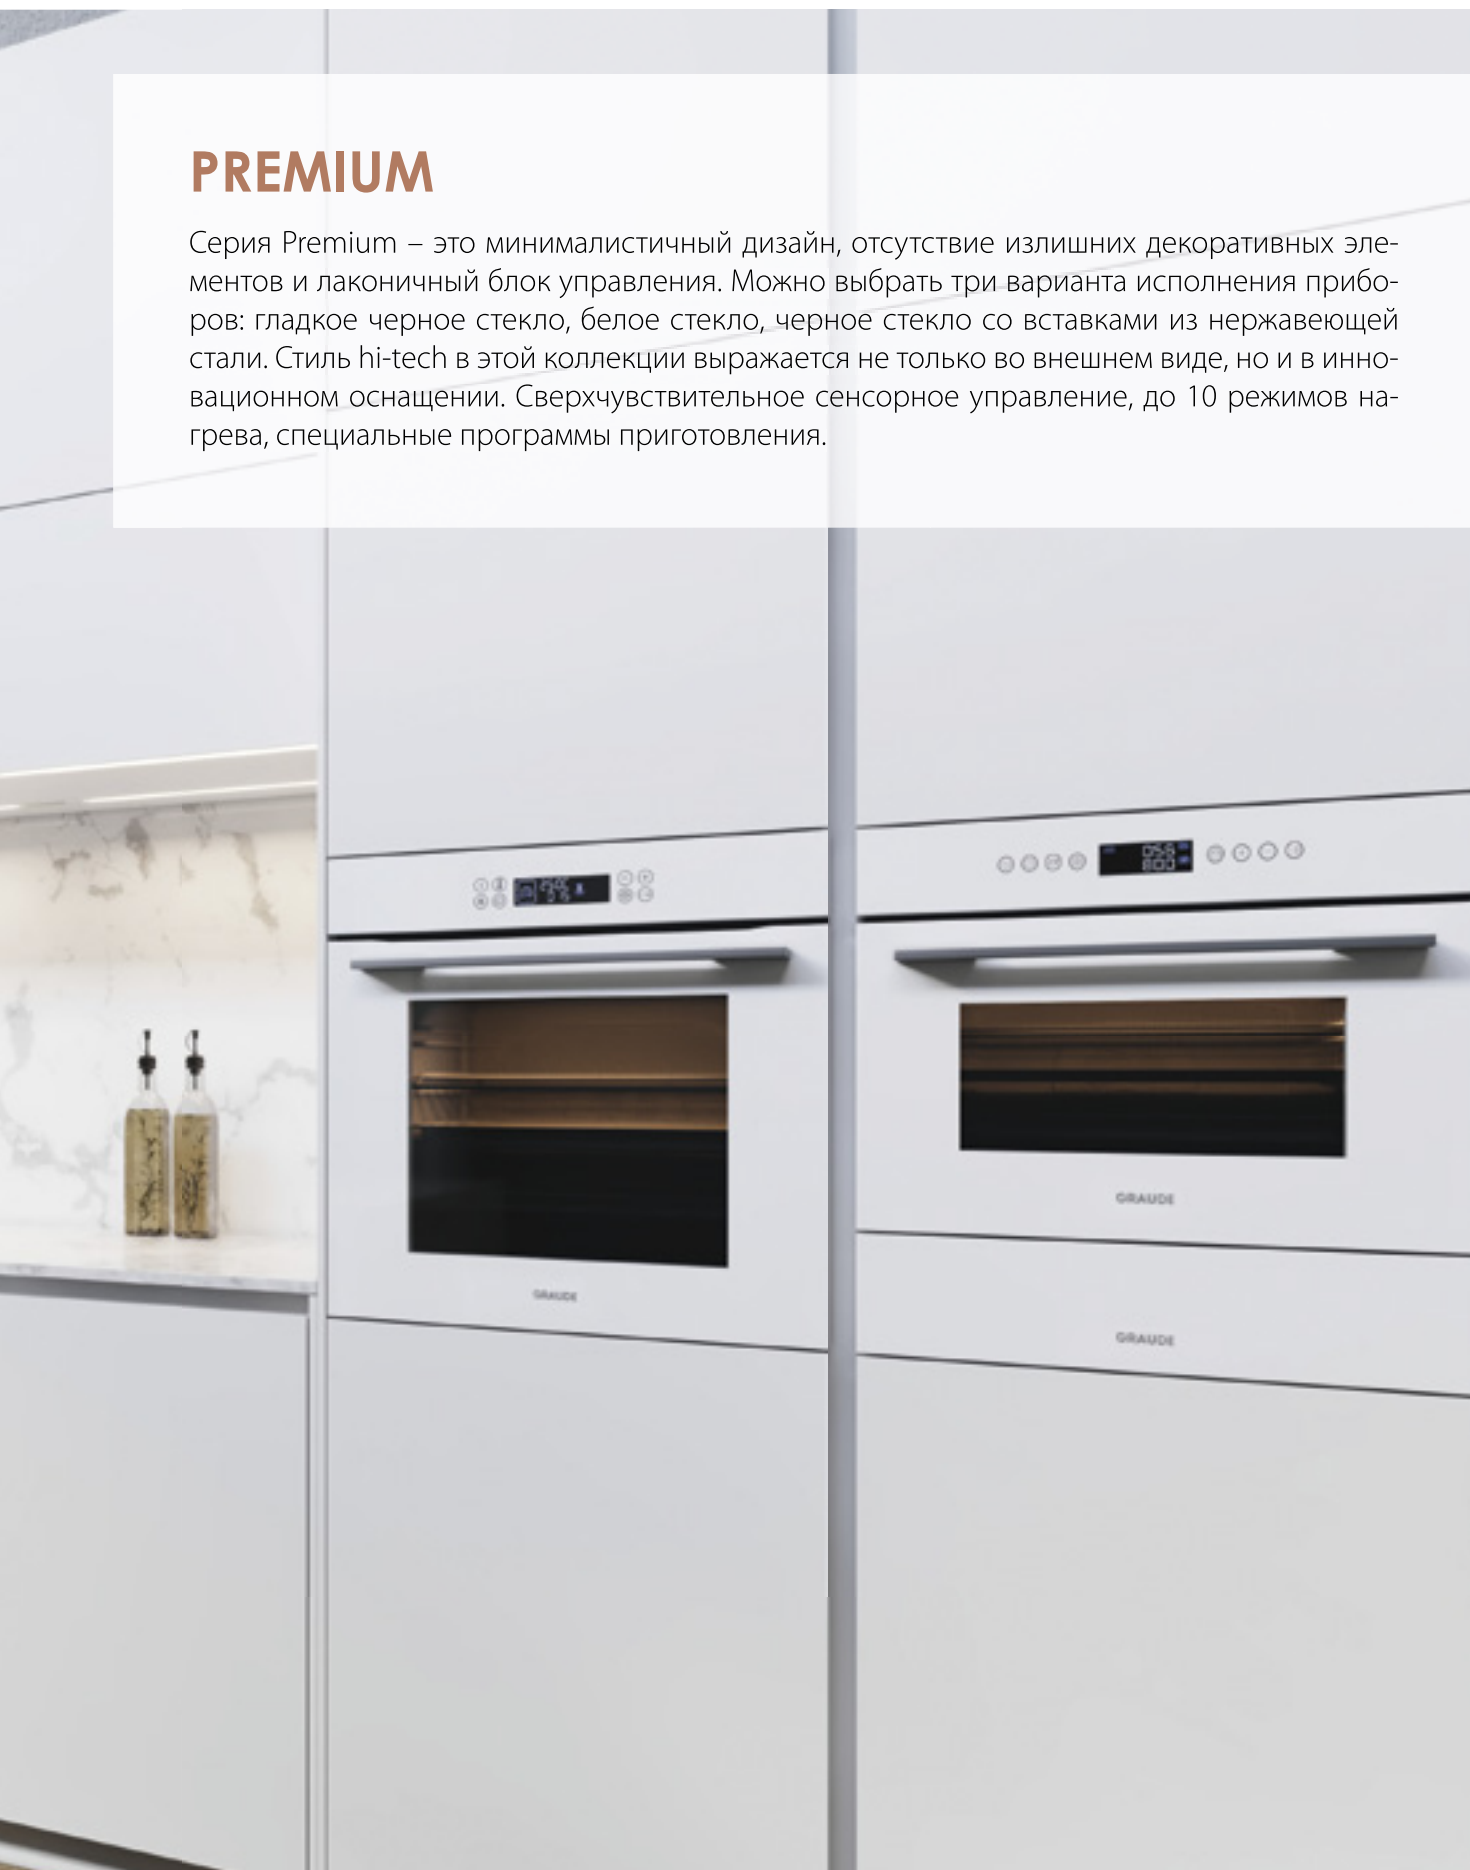 PREMIUM
Серия Premium – это минималистичный дизайн, отсутствие излишних декоративных эле-
ментов и лаконичный блок управления. Можно выбрать три варианта исполнения прибо-
ров: гладкое черное стекло, белое стекло, черное стекло со вставками из нержавеющей
стали. Стиль hi-tech в этой коллекции выражается не только во внешнем виде, но и в инно-
вационном оснащении. Сверхчувствительное сенсорное управление, до 10 режимов на-
грева, специальные программы приготовления.
GRAUDE
GRAUDE
GRAUDE